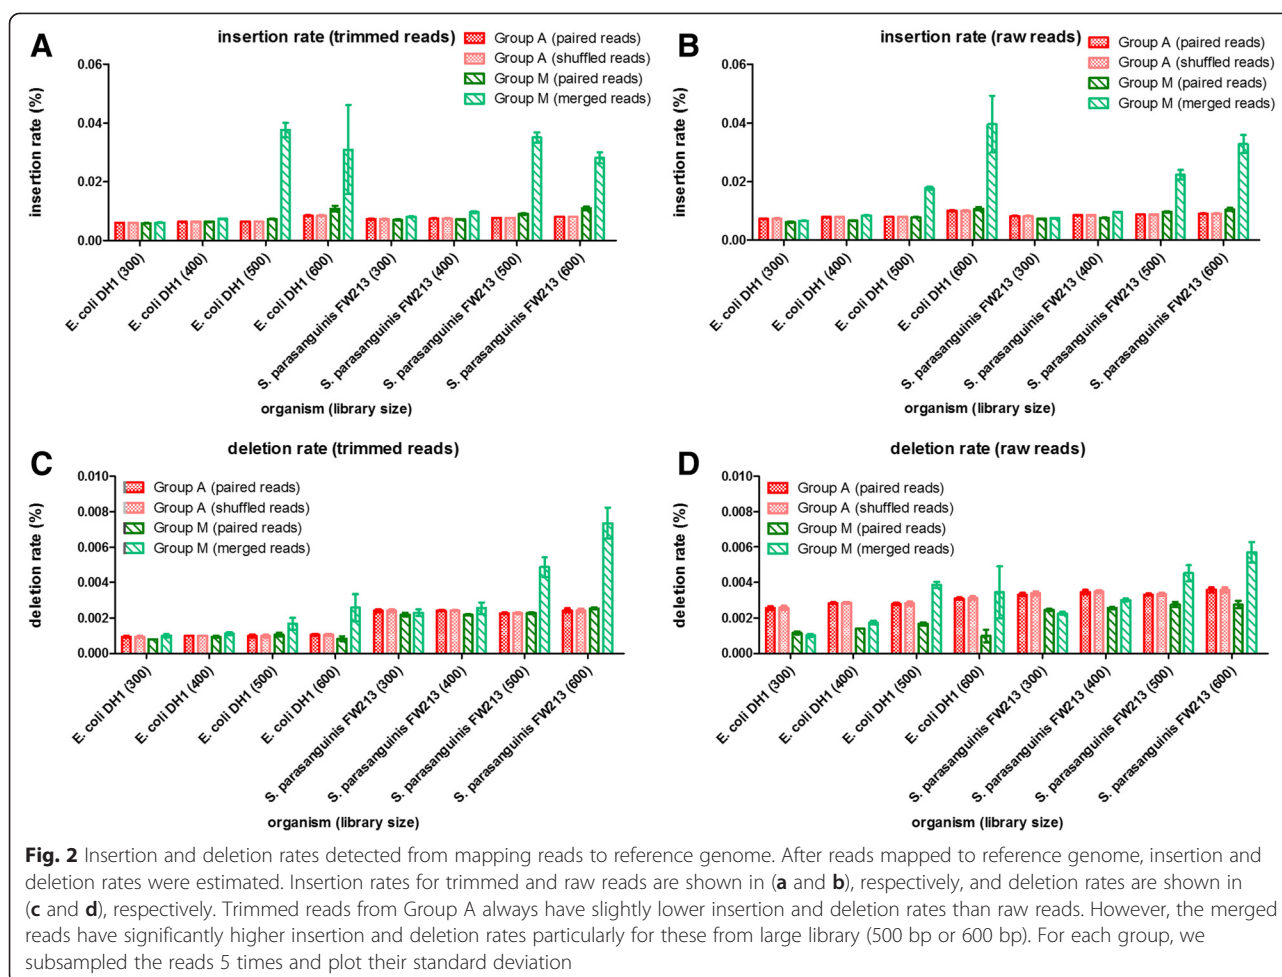 A
insertion rate (trimmed reads)
Group A (paired reads)
Group A (shuffled reads)
Group M (paired reads)
Group M (merged reads)
insertion rate (%)
0.06
0.04
0.02
0.00
E. coli DH1 (300)
E. coli DH1 (400)
E. coli DH1 (500)
E. coli DH1 (600)
S. parasanguinis FW213 (300)
S. parasanguinis FW213 (400)
S. parasanguinis FW213 (500)
S. parasanguinis FW213 (600)
organism (library size)
B
insertion rate (raw reads)
Group A (paired reads)
Group A (shuffled reads)
Group M (paired reads)
Group M (merged reads)
insertion rate (%)
0.06
0.04
0.02
0.00
E. coli DH1 (300)
E. coli DH1 (400)
E. coli DH1 (500)
E. coli DH1 (600)
S. parasanguinis FW213 (300)
S. parasanguinis FW213 (400)
S. parasanguinis FW213 (500)
S. parasanguinis FW213 (600)
organism (library size)
C
deletion rate (trimmed reads)
Group A (paired reads)
Group A (shuffled reads)
Group M (paired reads)
Group M (merged reads)
deletion rate (%)
0.010
0.008
0.006
0.004
0.002
0.000
E. coli DH1 (300)
E. coli DH1 (400)
E. coli DH1 (500)
E. coli DH1 (600)
S. parasanguinis FW213 (300)
S. parasanguinis FW213 (400)
S. parasanguinis FW213 (500)
S. parasanguinis FW213 (600)
organism (library size)
D
deletion rate (raw reads)
Group A (paired reads)
Group A (shuffled reads)
Group M (paired reads)
Group M (merged reads)
deletion rate (%)
0.010
0.008
0.006
0.004
0.002
0.000
E. coli DH1 (300)
E. coli DH1 (400)
E. coli DH1 (500)
E. coli DH1 (600)
S. parasanguinis FW213 (300)
S. parasanguinis FW213 (400)
S. parasanguinis FW213 (500)
S. parasanguinis FW213 (600)
organism (library size)
Fig. 2 Insertion and deletion rates detected from mapping reads to reference genome. After reads mapped to reference genome, insertion and
deletion rates were estimated. Insertion rates for trimmed and raw reads are shown in (a and b), respectively, and deletion rates are shown in
(c and d), respectively. Trimmed reads from Group A always have slightly lower insertion and deletion rates than raw reads. However, the merged
reads have significantly higher insertion and deletion rates particularly for these from large library (500 bp or 600 bp). For each group, we
subsampled the reads 5 times and plot their standard deviation